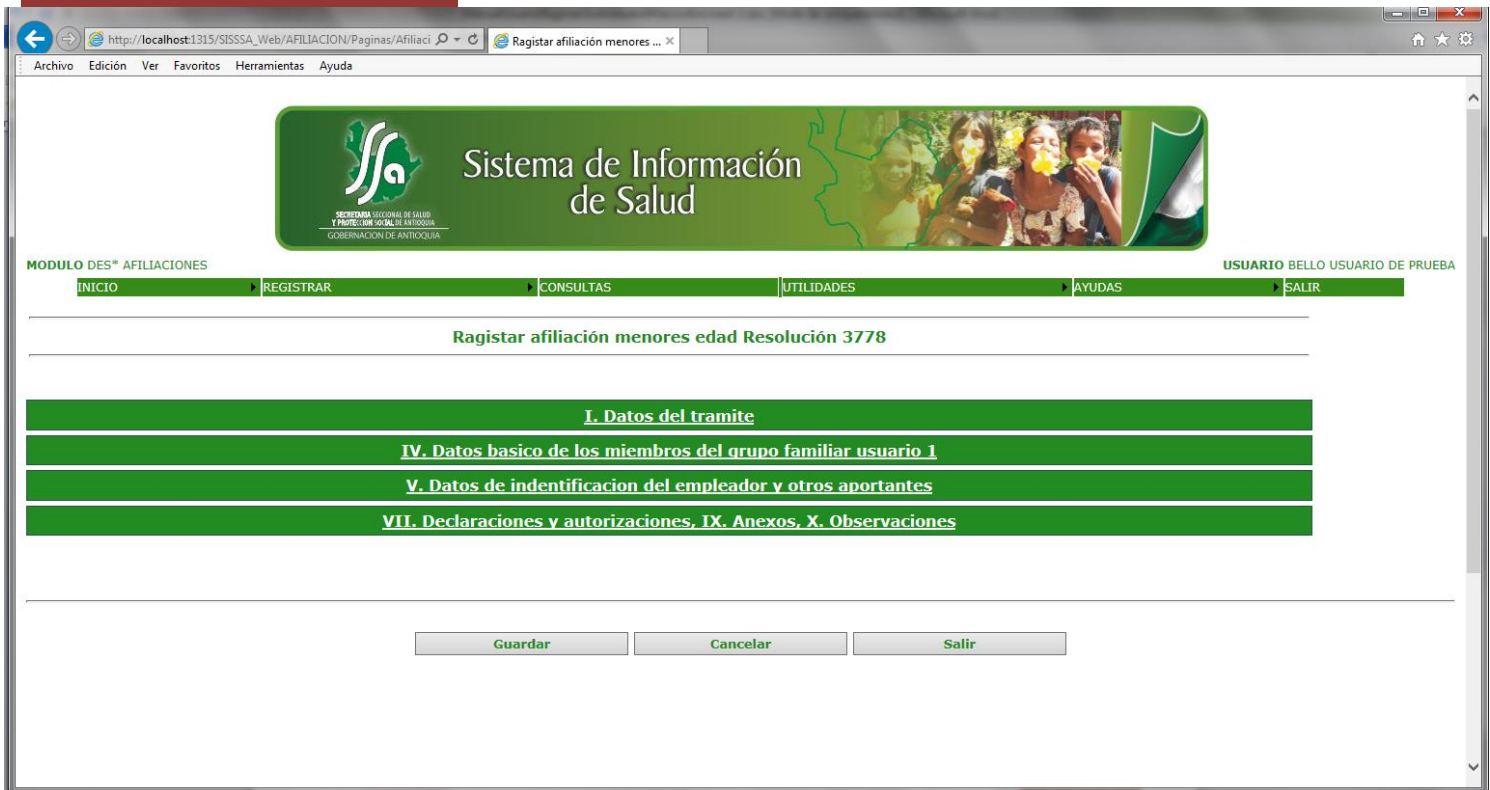 http://localhost:1315/SISSSA_Web/AFILIACION/Paginas/Afiliaci
Ragistar afiliación menores ...
Archivo Edición Ver Favoritos Herramientas Ayuda
SSa
SECRETARIA SECCIONAL DE SALUD
Y PROTECCION SOCIAL DE ANTIOQUIA
GOBERNACION DE ANTIOQUIA
Sistema de Información
de Salud
MODULO DES* AFILIACIONES
USUARIO BELLO USUARIO DE PRUEBA
INICIO REGISTRAR CONSULTAS UTILIDADES AYUDAS SALIR
Ragistar afiliación menores edad Resolución 3778
I. Datos del tramite
IV. Datos basico de los miembros del grupo familiar usuario 1
V. Datos de indentificacion del empleador y otros aportantes
VII. Declaraciones y autorizaciones, IX. Anexos, X. Observaciones
Guardar Cancelar Salir